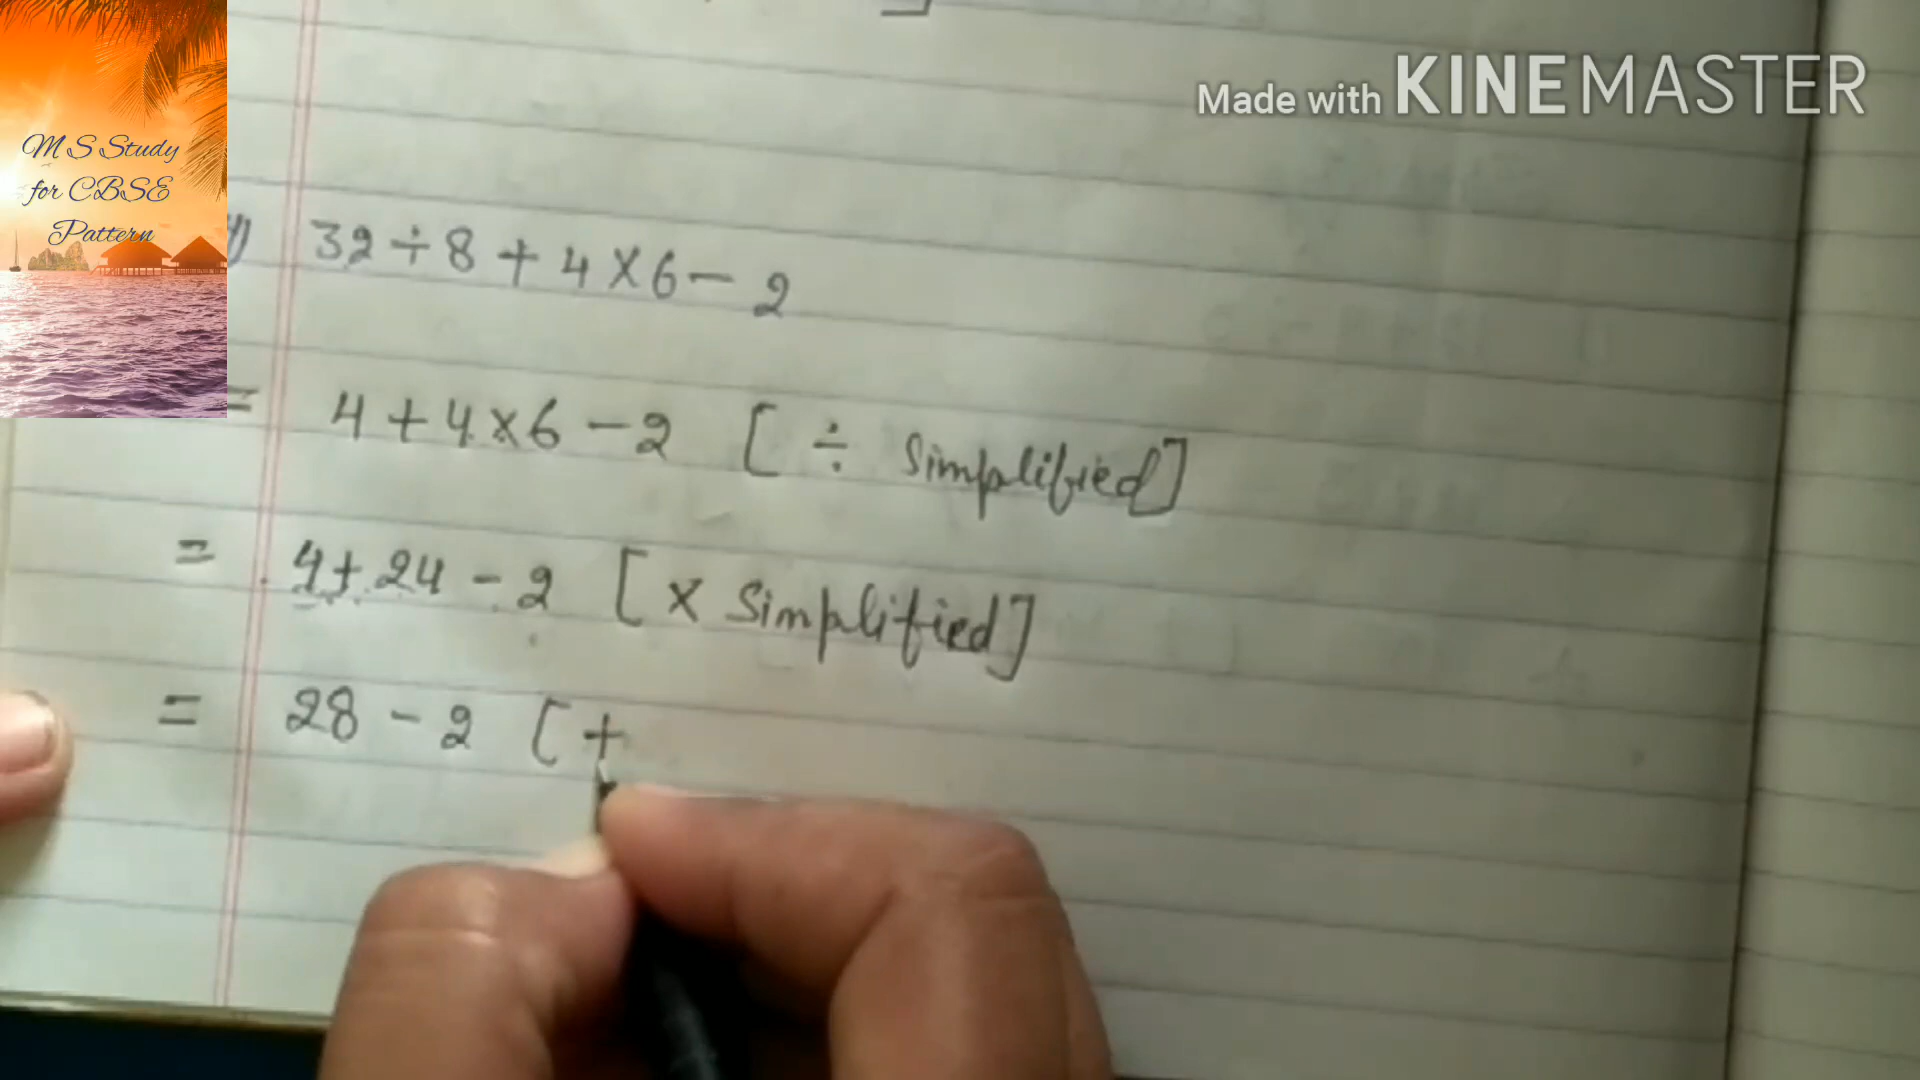 M S Study
for CBSE
Pattern
Made with KINEMASTER
32 ÷ 8 + 4 × 6 - 2
= 4 + 4 × 6 - 2 [ ÷ Simplified]
= 4 + 24 - 2 [ × Simplified]
= 28 - 2 [ +